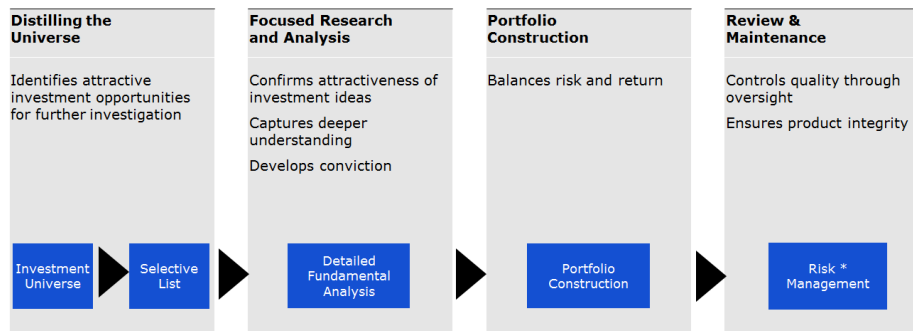 Distilling the
Universe
Identifies attractive
investment opportunities
for further investigation
Investment
Universe
Selective
List
Focused Research
and Analysis
Confirms attractiveness of
investment ideas
Captures deeper
understanding
Develops conviction
Detailed
Fundamental
Analysis
Portfolio
Construction
Balances risk and return
Portfolio
Construction
Review &
Maintenance
Controls quality through
oversight
Ensures product integrity
Risk *
Management